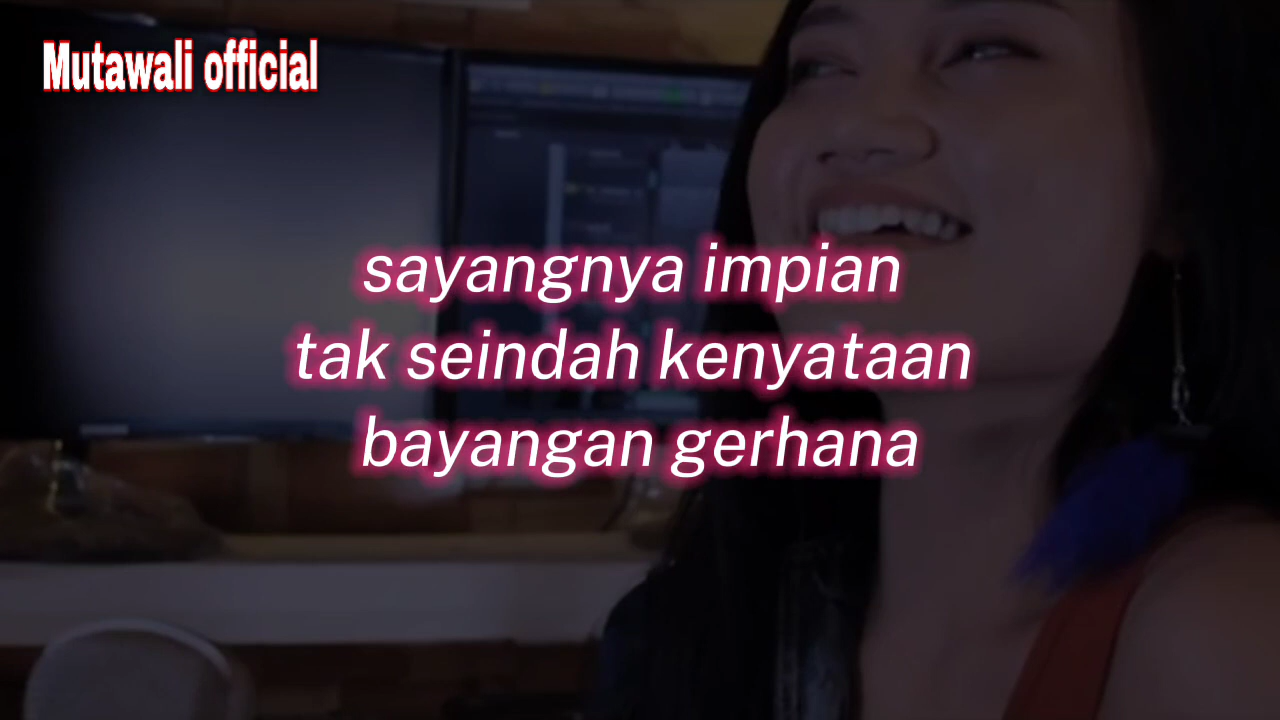 Mutawali official
sayangnya impian
tak seindah kenyataan
bayangan gerhana